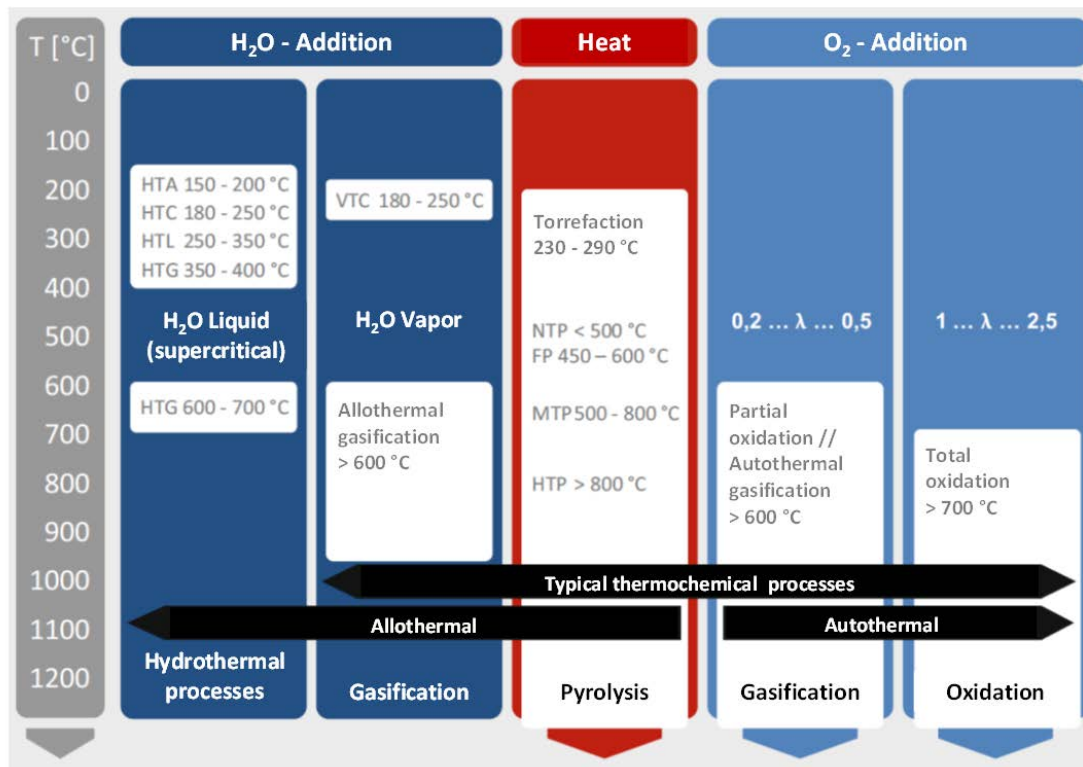 T [°C]
H₂O - Addition
Heat
O₂ - Addition
0
100
200
300
400
500
600
700
800
900
1000
1100
1200
HTA 150 - 200 °C
HTC 180 - 250 °C
HTL 250 - 350 °C
HTG 350 - 400 °C
H₂O Liquid
(supercritical)
HTG 600 - 700 °C
Hydrothermal
processes
VTC 180 - 250 °C
H₂O Vapor
Allothermal
gasification
> 600 °C
Gasification
Torrefaction
230 - 290 °C
NTP < 500 °C
FP 450 – 600 °C
MTP500 - 800 °C
HTP > 800 °C
Pyrolysis
0,2 ... λ ... 0,5
Partial
oxidation //
Autothermal
gasification
> 600 °C
Gasification
1 ... λ ... 2,5
Total
oxidation
> 700 °C
Oxidation
Typical thermochemical processes
Allothermal
Autothermal